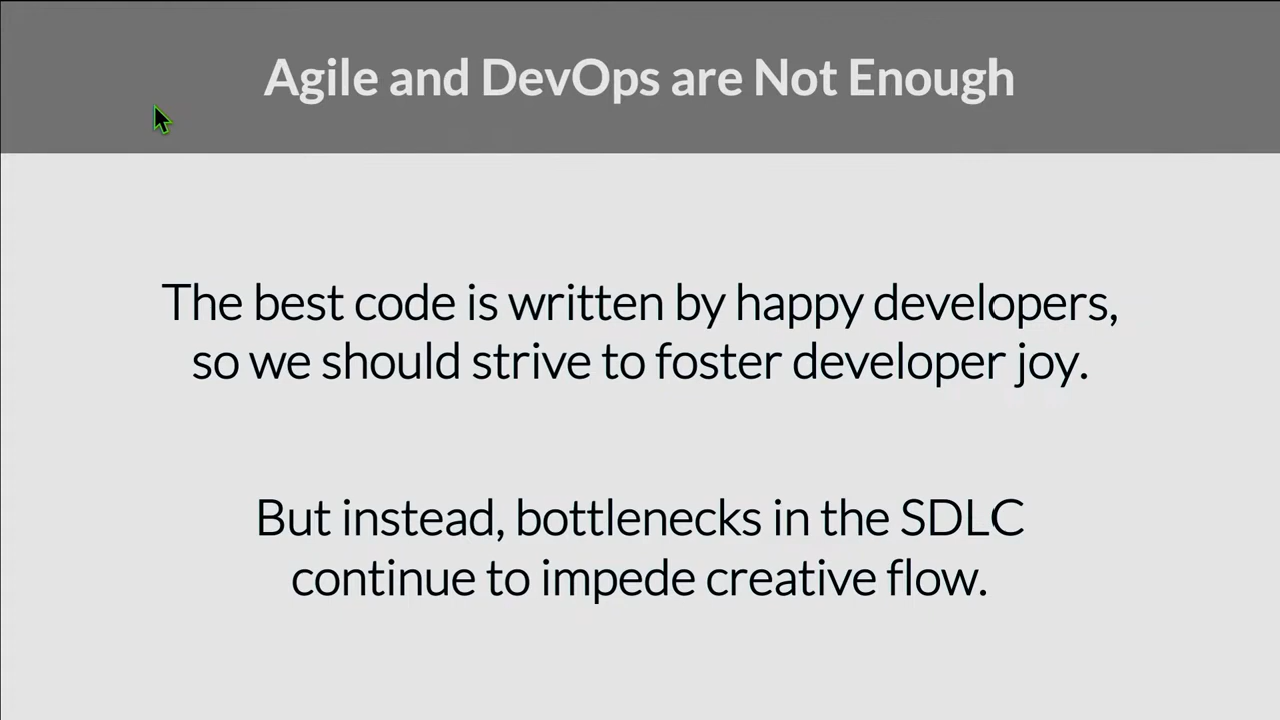 Agile and DevOps are Not Enough
The best code is written by happy developers,
so we should strive to foster developer joy.
But instead, bottlenecks in the SDLC
continue to impede creative flow.